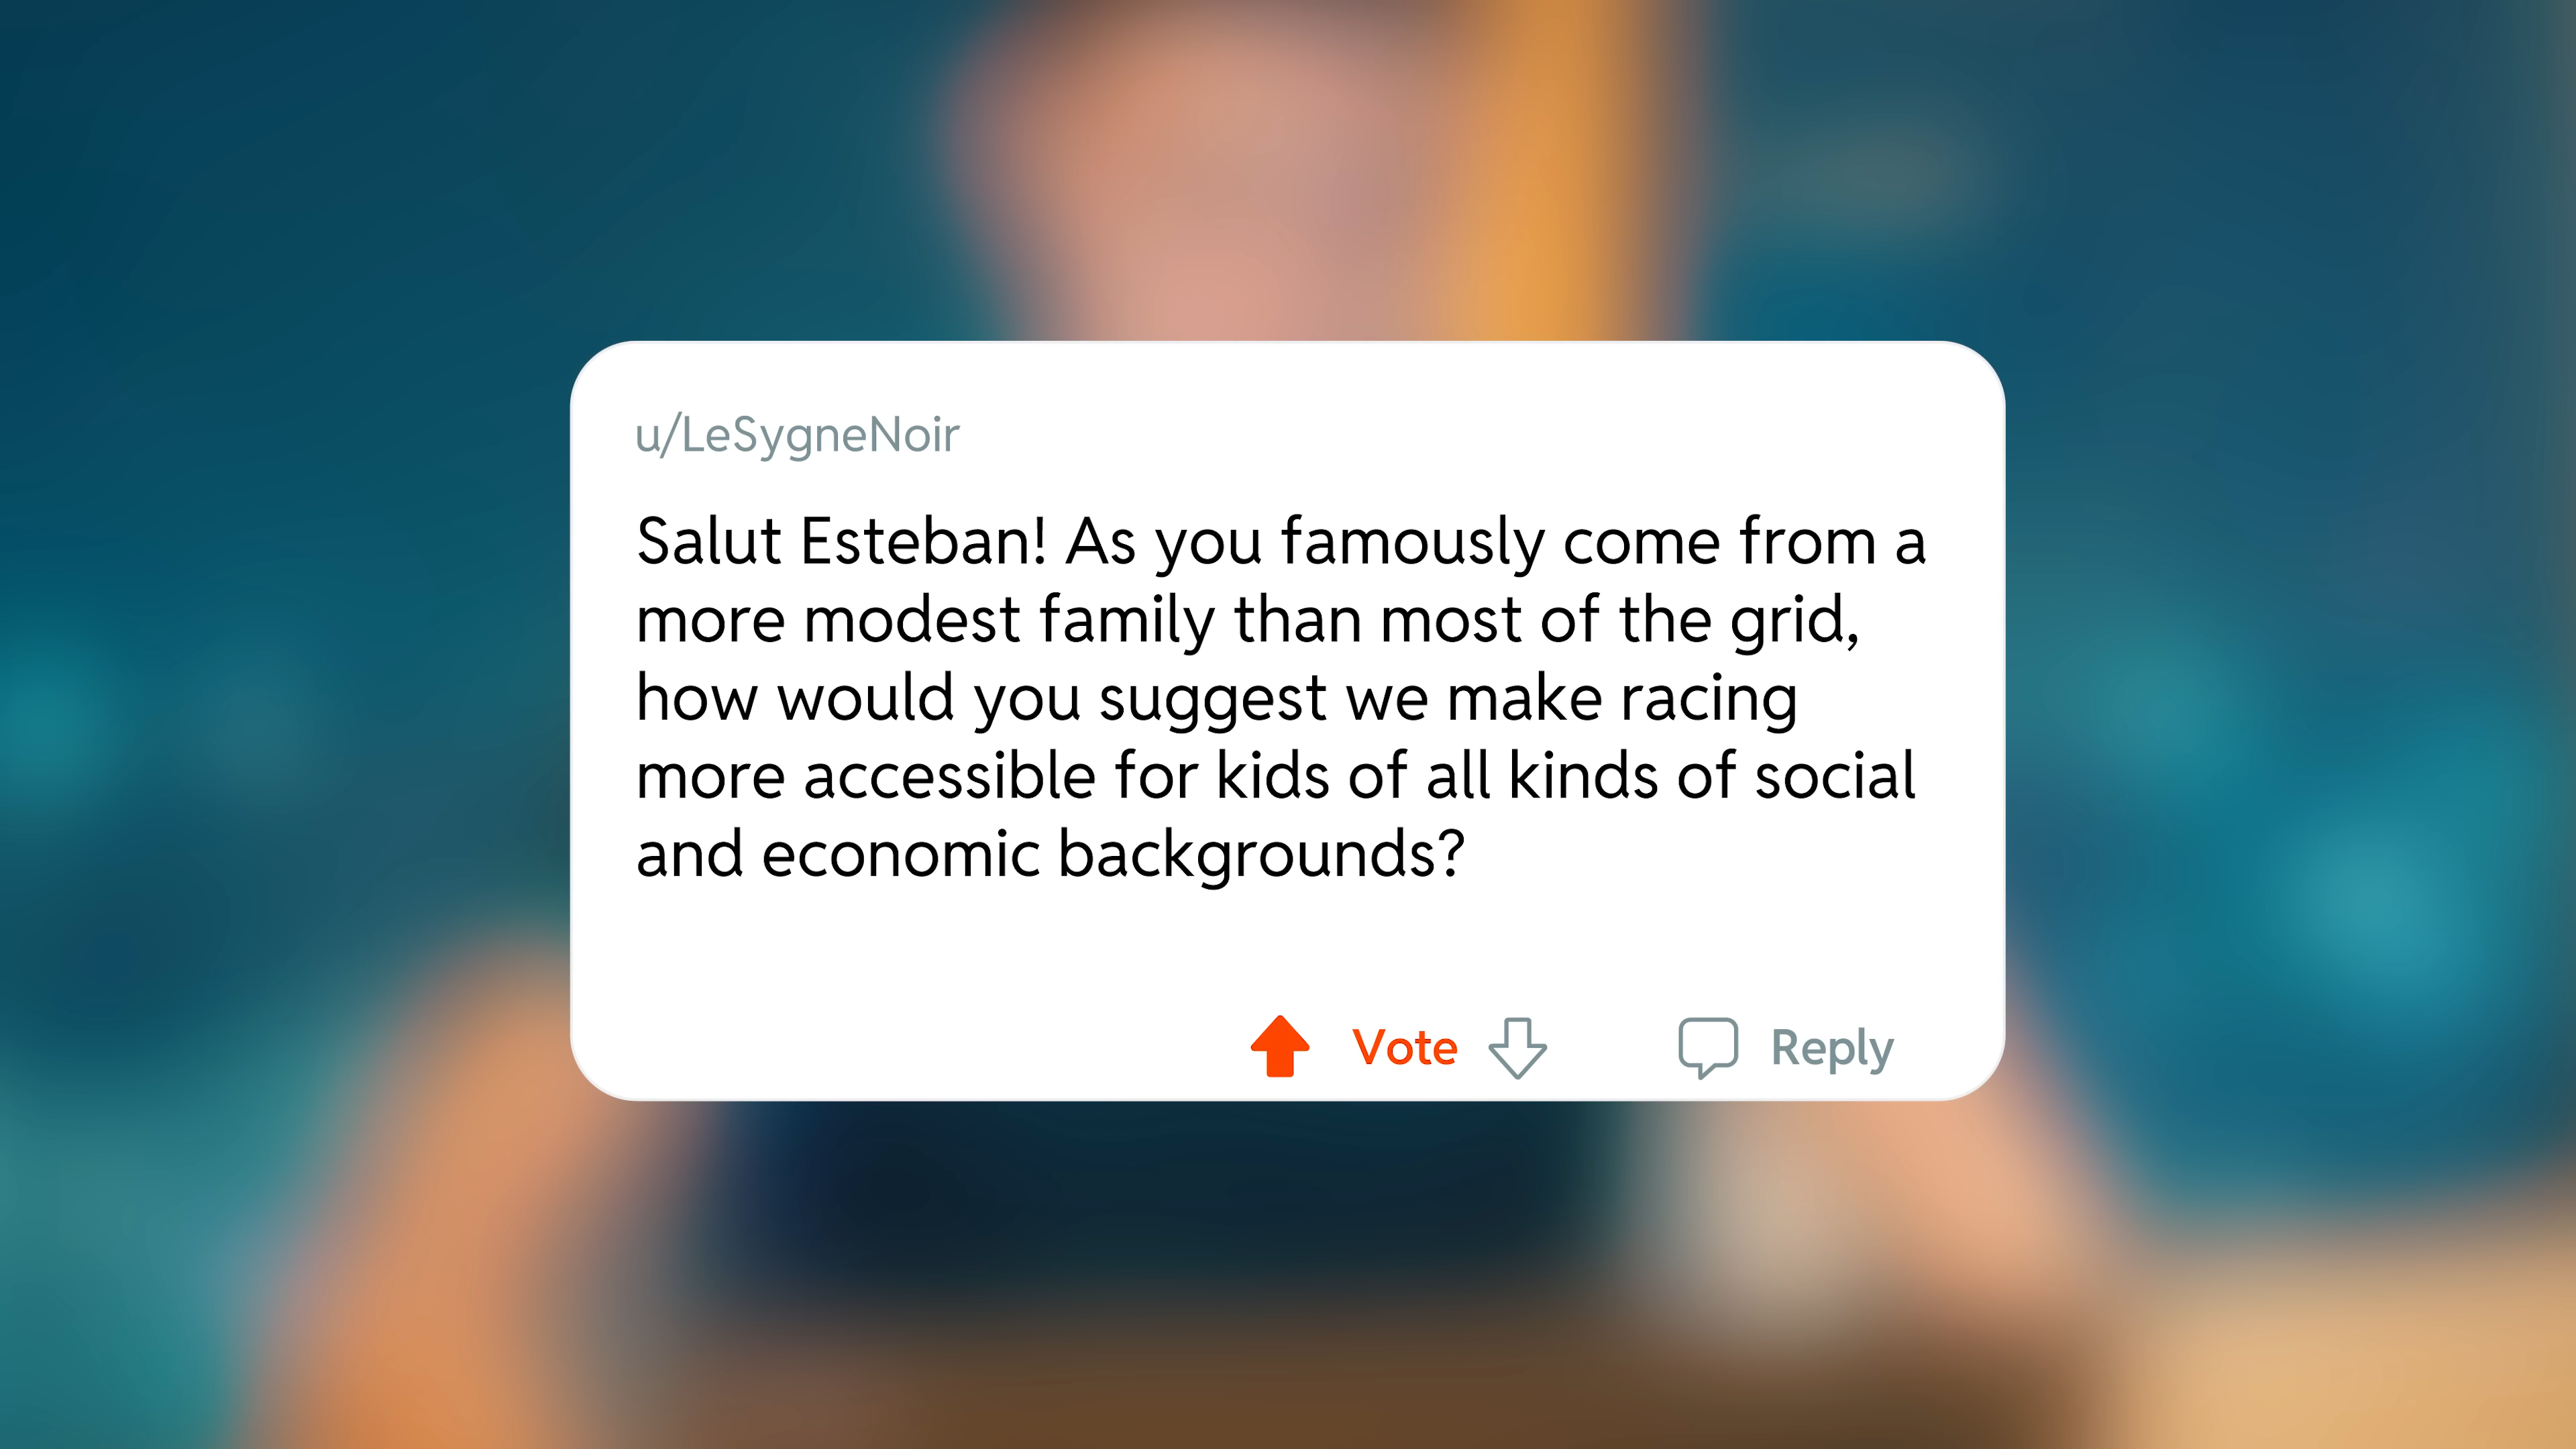 u/LeSygneNoir
Salut Esteban! As you famously come from a
more modest family than most of the grid,
how would you suggest we make racing
more accessible for kids of all kinds of social
and economic backgrounds?
Vote Reply